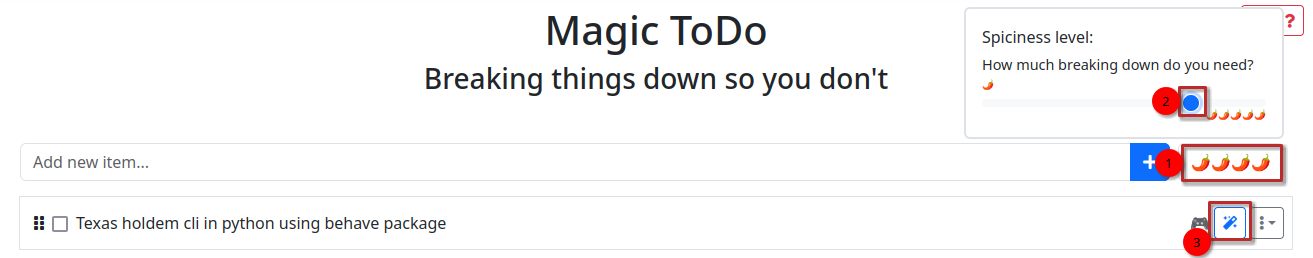 Magic ToDo
Breaking things down so you don't
?
Spiciness level:
How much breaking down do you need?
2
Add new item...
+
1
Texas holdem cli in python using behave package
3